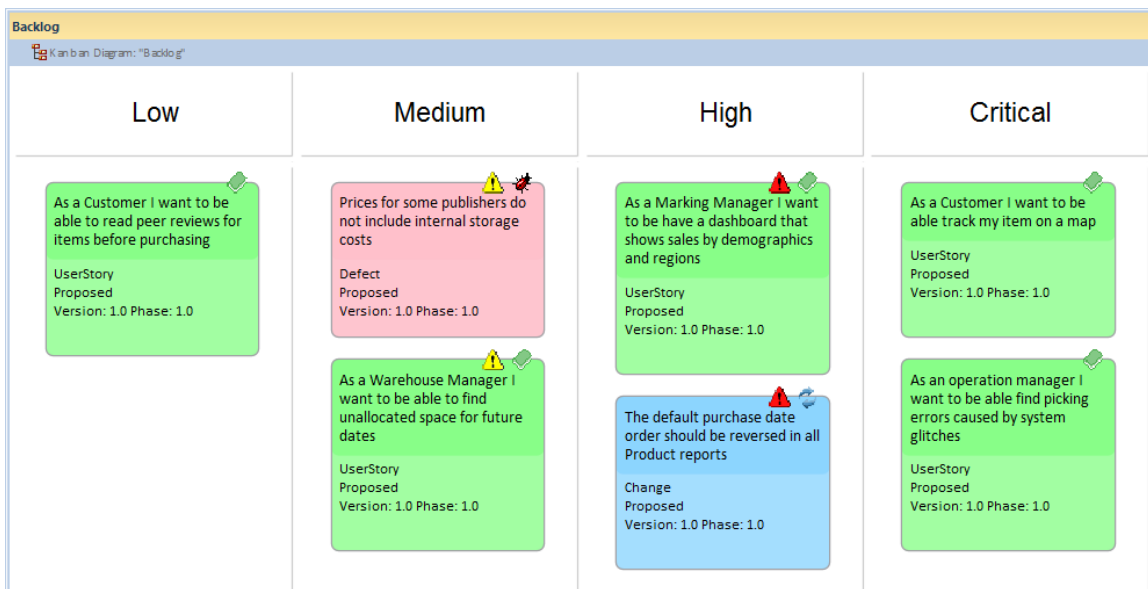 Backlog
Kanban Diagram: "Backlog"
Low
Medium
High
Critical
As a Customer I want to be
able to read peer reviews for
items before purchasing
UserStory
Proposed
Version: 1.0 Phase: 1.0
Prices for some publishers do
not include internal storage
costs
Defect
Proposed
Version: 1.0 Phase: 1.0
As a Warehouse Manager I
want to be able to find
unallocated space for future
dates
UserStory
Proposed
Version: 1.0 Phase: 1.0
As a Marking Manager I want
to be have a dashboard that
shows sales by demographics
and regions
UserStory
Proposed
Version: 1.0 Phase: 1.0
The default purchase date
order should be reversed in all
Product reports
Change
Proposed
Version: 1.0 Phase: 1.0
As a Customer I want to be
able track my item on a map
UserStory
Proposed
Version: 1.0 Phase: 1.0
As an operation manager I
want to be able find picking
errors caused by system
glitches
UserStory
Proposed
Version: 1.0 Phase: 1.0